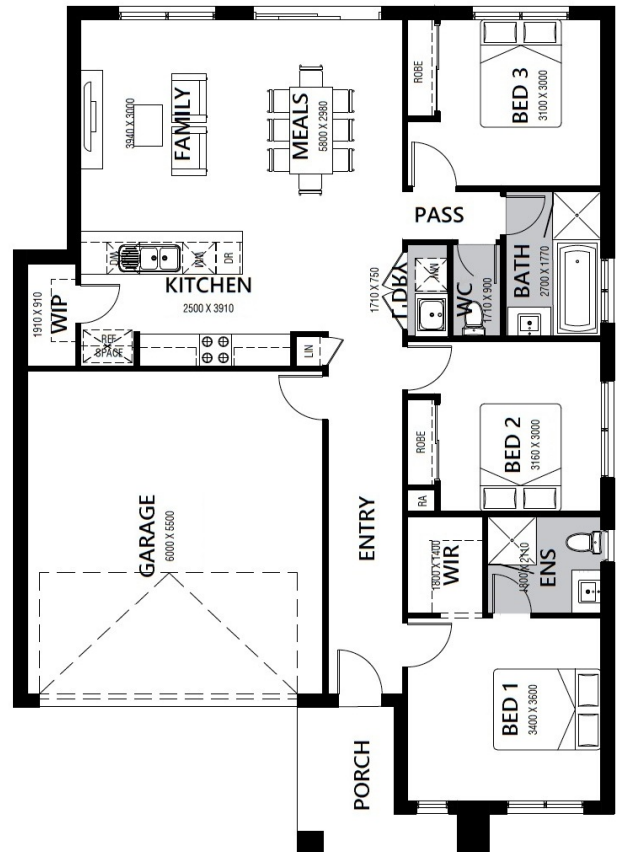 FAMILY
3940 X 3000
MEALS
5800 X 2980
ROBE
BED 3
3100 X 3000
PASS
BATH
2700 X 1770
WC
1710 X 900
L'DRY
1710 X 750
WM
DW
DR
KITCHEN
2500 X 3910
WIP
1910 X 910
REF
SPACE
LIN
ROBE
BED 2
3160 X 3000
RA
GARAGE
6000 X 5500
ENTRY
WIR
1800 X 1400
ENS
BED 1
3400 X 3600
PORCH